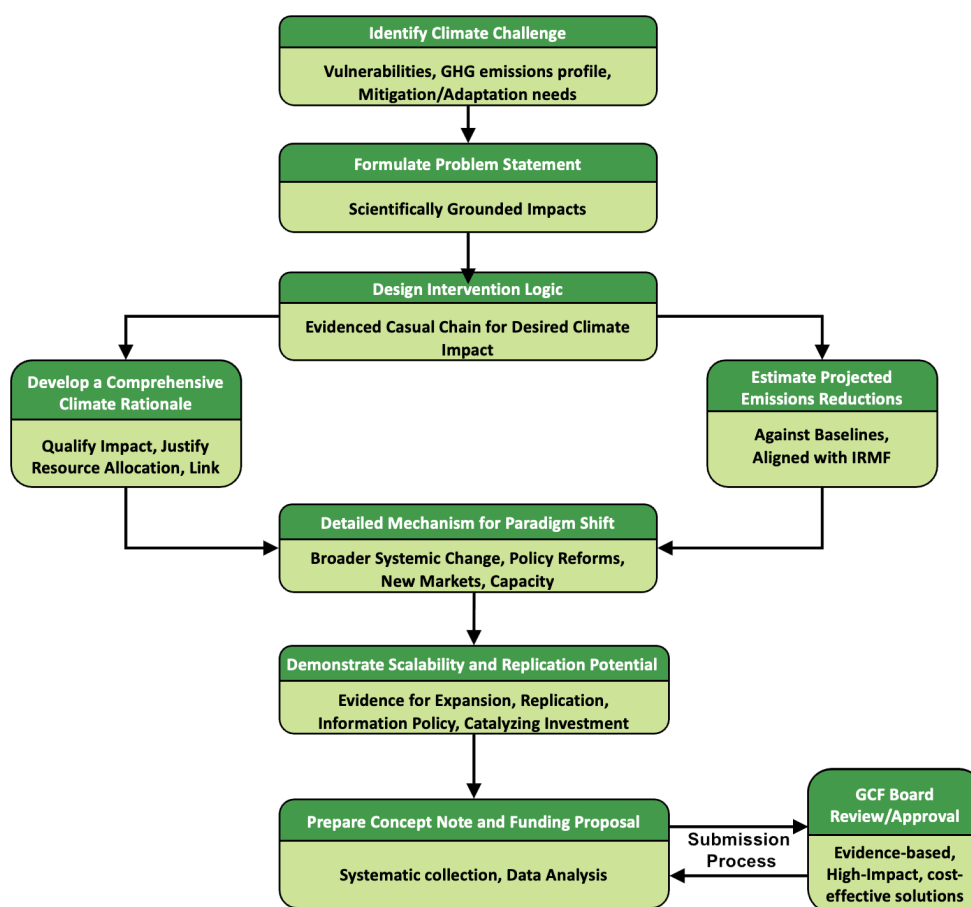 Identify Climate Challenge
Vulnerabilities, GHG emissions profile,
Mitigation/Adaptation needs
Formulate Problem Statement
Scientifically Grounded Impacts
Design Intervention Logic
Evidenced Casual Chain for Desired Climate
Impact
Develop a Comprehensive
Climate Rationale
Qualify Impact, Justify
Resource Allocation, Link
Estimate Projected
Emissions Reductions
Against Baselines,
Aligned with IRMF
Detailed Mechanism for Paradigm Shift
Broader Systemic Change, Policy Reforms,
New Markets, Capacity
Demonstrate Scalability and Replication Potential
Evidence for Expansion, Replication,
Information Policy, Catalyzing Investment
Prepare Concept Note and Funding Proposal
Systematic collection, Data Analysis
Submission
Process
GCF Board
Review/Approval
Evidence-based,
High-Impact, cost-
effective solutions